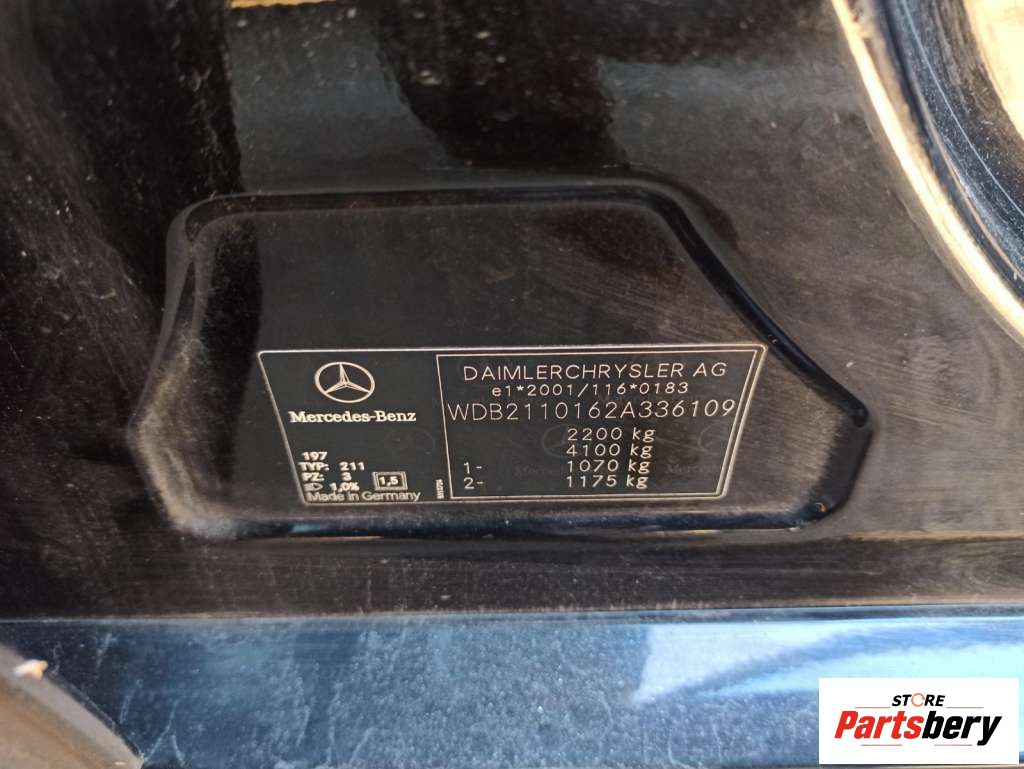 Mercedes-Benz
197
TYP: 211
PZ: 3
1,0%
1,5
Made in Germany
DAIMLERCHRYSLER AG
e1*2001/116*0183
WDB2110162A336109
2200 kg
4100 kg
1- 1070 kg
2- 1175 kg
STORE
Partsbery